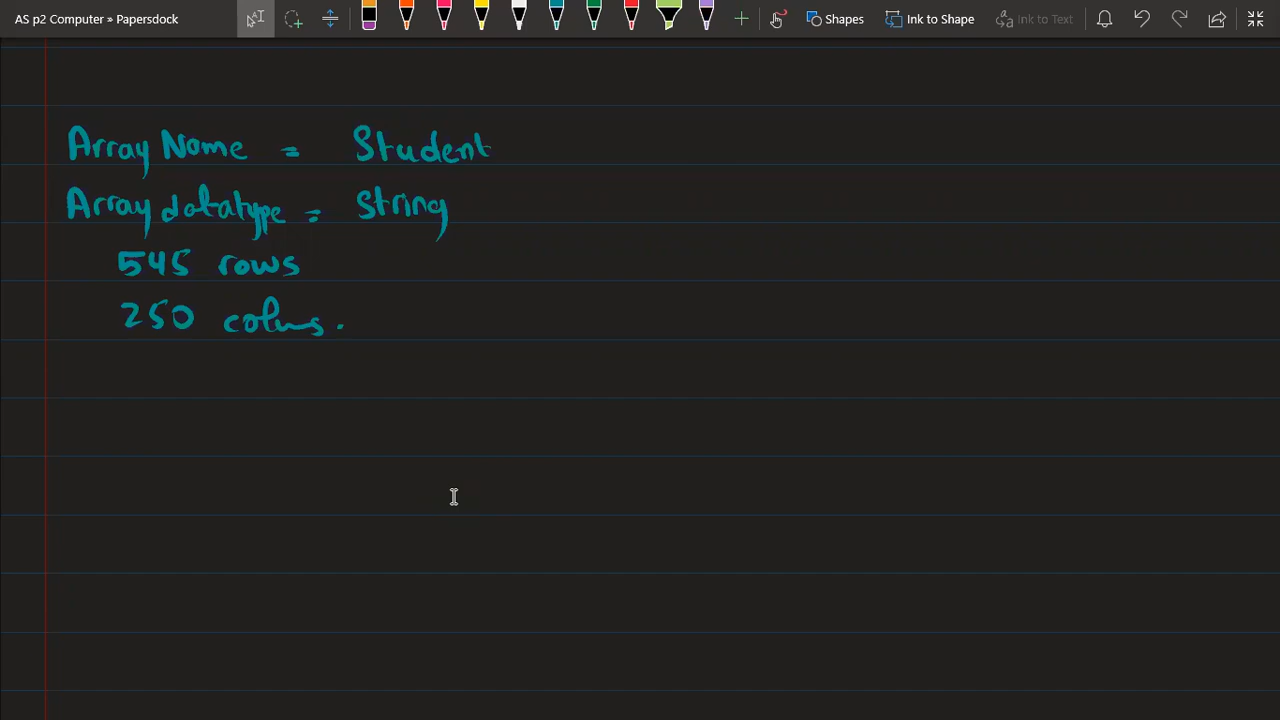 AS p2 Computer » Papersdock
Shapes
Ink to Shape
Ink to Text
Array Name = Student
Array datatype = String
545 rows
250 colums.